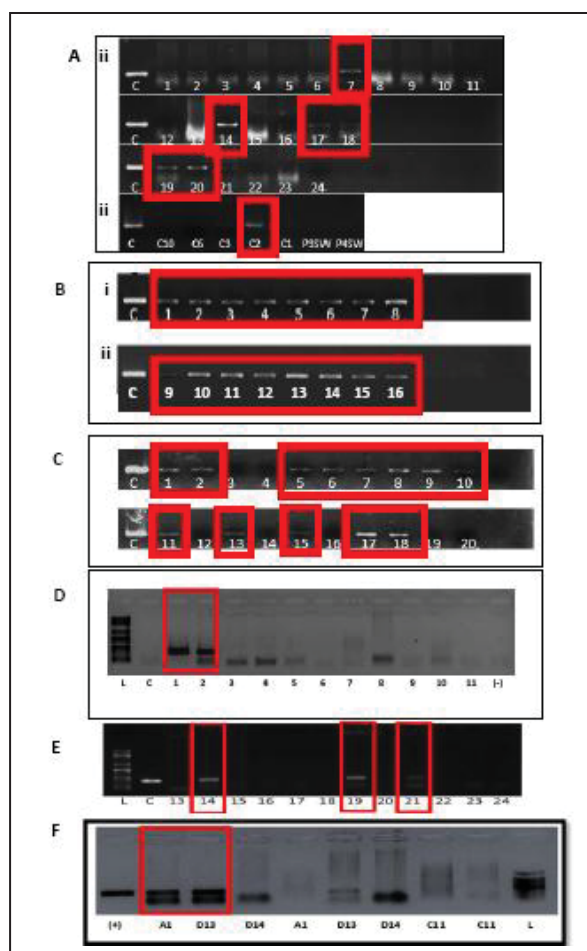 A
ii
C 1 2 3 4 5 6 7 8 9 10 11
C 12 13 14 15 16 17 18
C 19 20 21 22 23 24
ii
C C10 C6 C3 C2 C1 P3SW P4SW
B
i
C 1 2 3 4 5 6 7 8
ii
C 9 10 11 12 13 14 15 16
C
C 1 2 3 4 5 6 7 8 9 10
C 11 12 13 14 15 16 17 18 19 20
D
L C 1 2 3 4 5 6 7 8 9 10 11 (-)
E
L C 13 14 15 16 17 18 19 20 21 22 23 24
F
(+) A1 D13 D14 A1 D13 D14 C11 C11 L